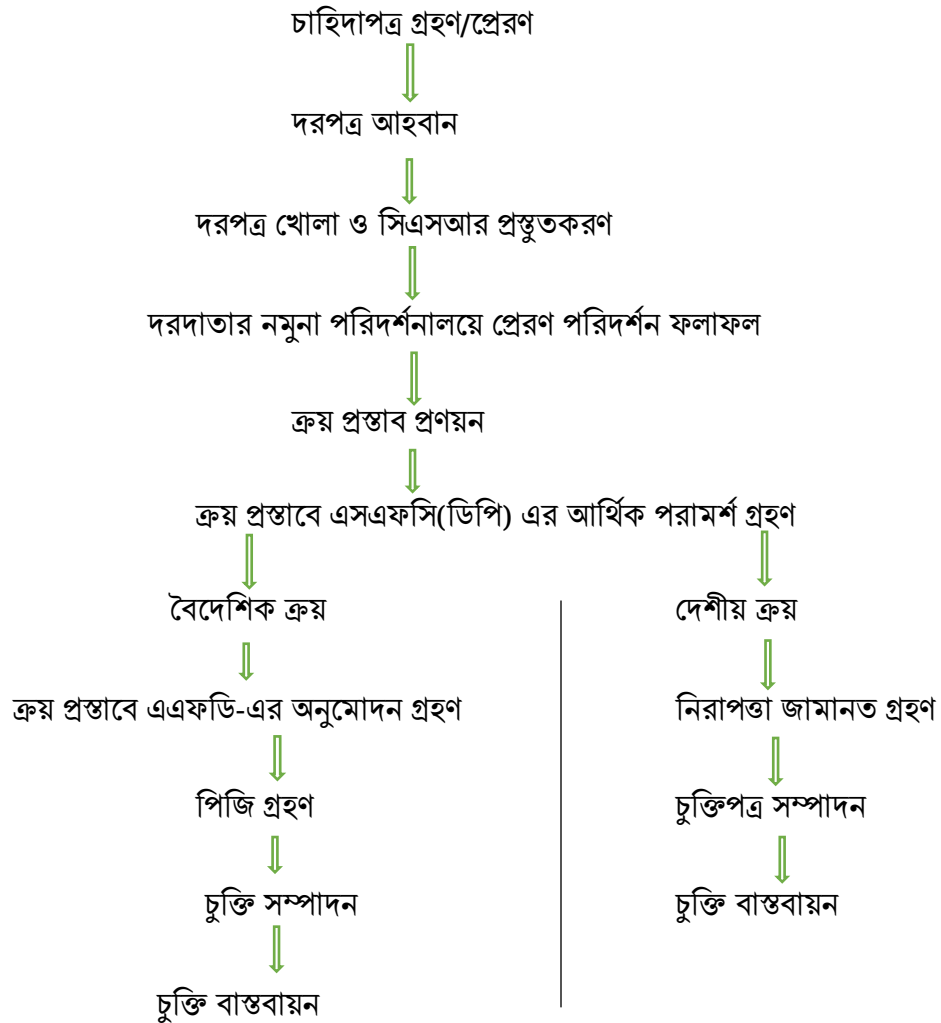 চাহিদাপত্র গ্রহণ/প্রেরণ
দরপত্র আহবান
দরপত্র খোলা ও সিএসআর প্রস্তুতকরণ
দরদাতার নমুনা পরিদর্শনালয়ে প্রেরণ পরিদর্শন ফলাফল
ক্রয় প্রস্তাব প্রণয়ন
ক্রয় প্রস্তাবে এসএফসি(ডিপি) এর আর্থিক পরামর্শ গ্রহণ
বৈদেশিক ক্রয়
ক্রয় প্রস্তাবে এএফডি-এর অনুমোদন গ্রহণ
পিজি গ্রহণ
চুক্তি সম্পাদন
চুক্তি বাস্তবায়ন
দেশীয় ক্রয়
নিরাপত্তা জামানত গ্রহণ
চুক্তিপত্র সম্পাদন
চুক্তি বাস্তবায়ন